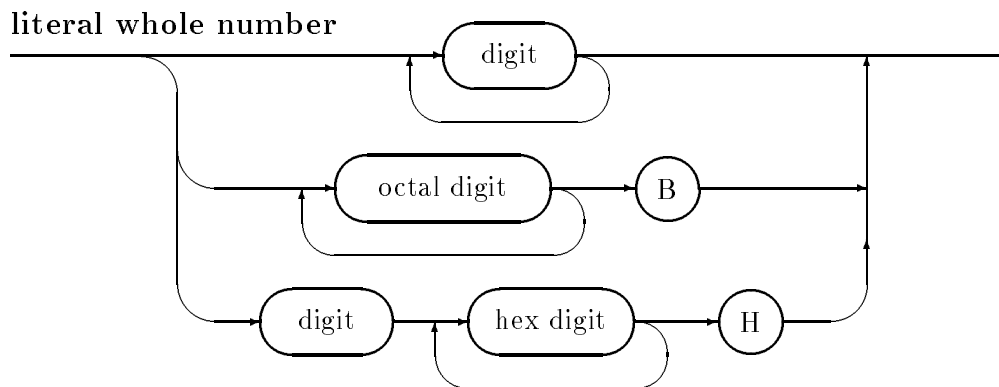 literal whole number
digit
octal digit B
digit hex digit H